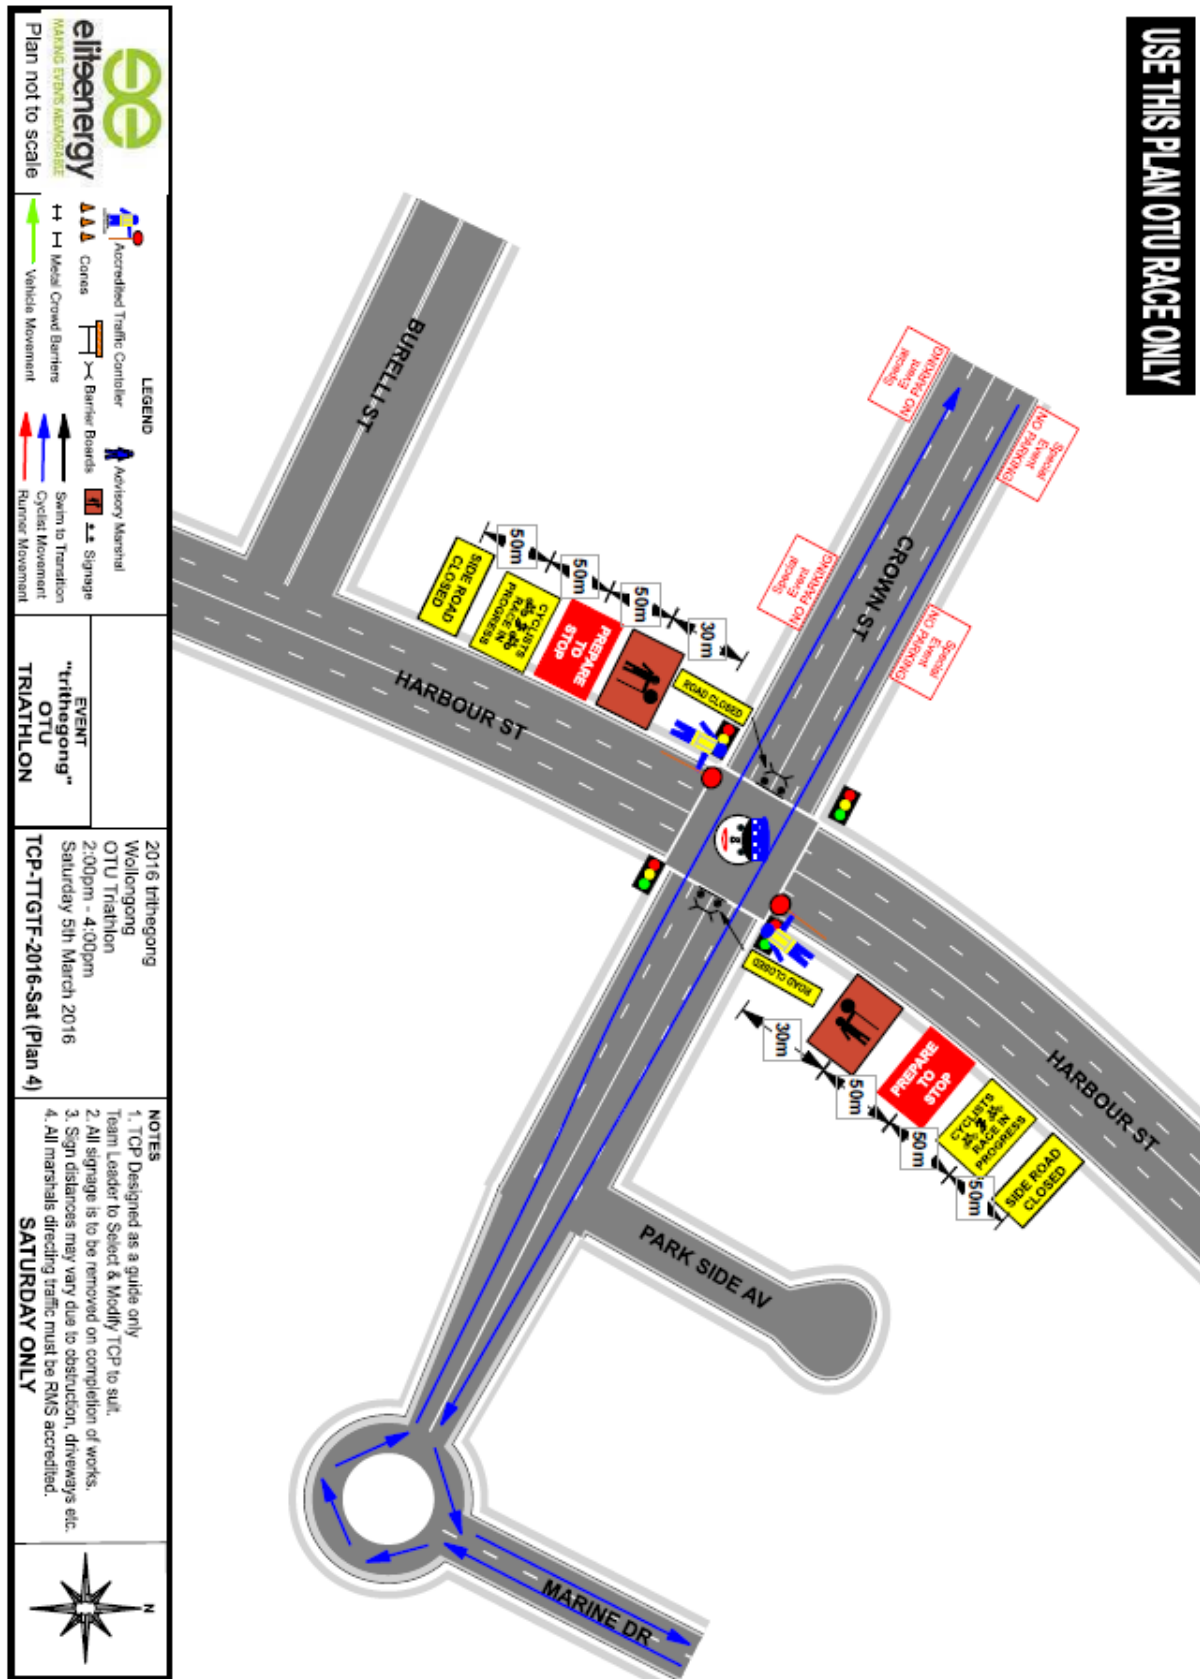 USE THIS PLAN OTU RACE ONLY
BURELLI ST
CROWN ST
Special
Event
NO PARKING
Special
Event
NO PARKING
Special
Event
NO PARKING
Special
Event
NO PARKING
50m
50m
50m
30m
SIDE ROAD
CLOSED
CYCLISTS
RACE IN
PROGRESS
PREPARE
TO
STOP
ROAD CLOSED
HARBOUR ST
ROAD CLOSED
30m
50m
50m
50m
PREPARE
TO
STOP
CYCLISTS
RACE IN
PROGRESS
SIDE ROAD
CLOSED
HARBOUR ST
PARK SIDE AV
MARINE DR
eliteenergy
MAKING EVENTS MEMORABLE
Plan not to scale
LEGEND
Accredited Traffic Contoller
Advisory Marshal
Cones
Barrier Boards
Signage
Metal Crowd Barriers
Swim to Transition
Vehicle Movement
Cyclist Movement
Runner Movement
EVENT
"trithegong"
OTU
TRIATHLON
2016 trithegong
Wollongong
OTU Triathlon
2:00pm - 4:00pm
Saturday 5th March 2016
TCP-TTGTF-2016-Sat (Plan 4)
NOTES
1. TCP Designed as a guide only
Team Leader to Select & Modify TCP to suit.
2. All signage is to be removed on completion of works.
3. Sign distances may vary due to obstruction, driveways etc.
4. All marshals directing traffic must be RMS accredited.
SATURDAY ONLY
N